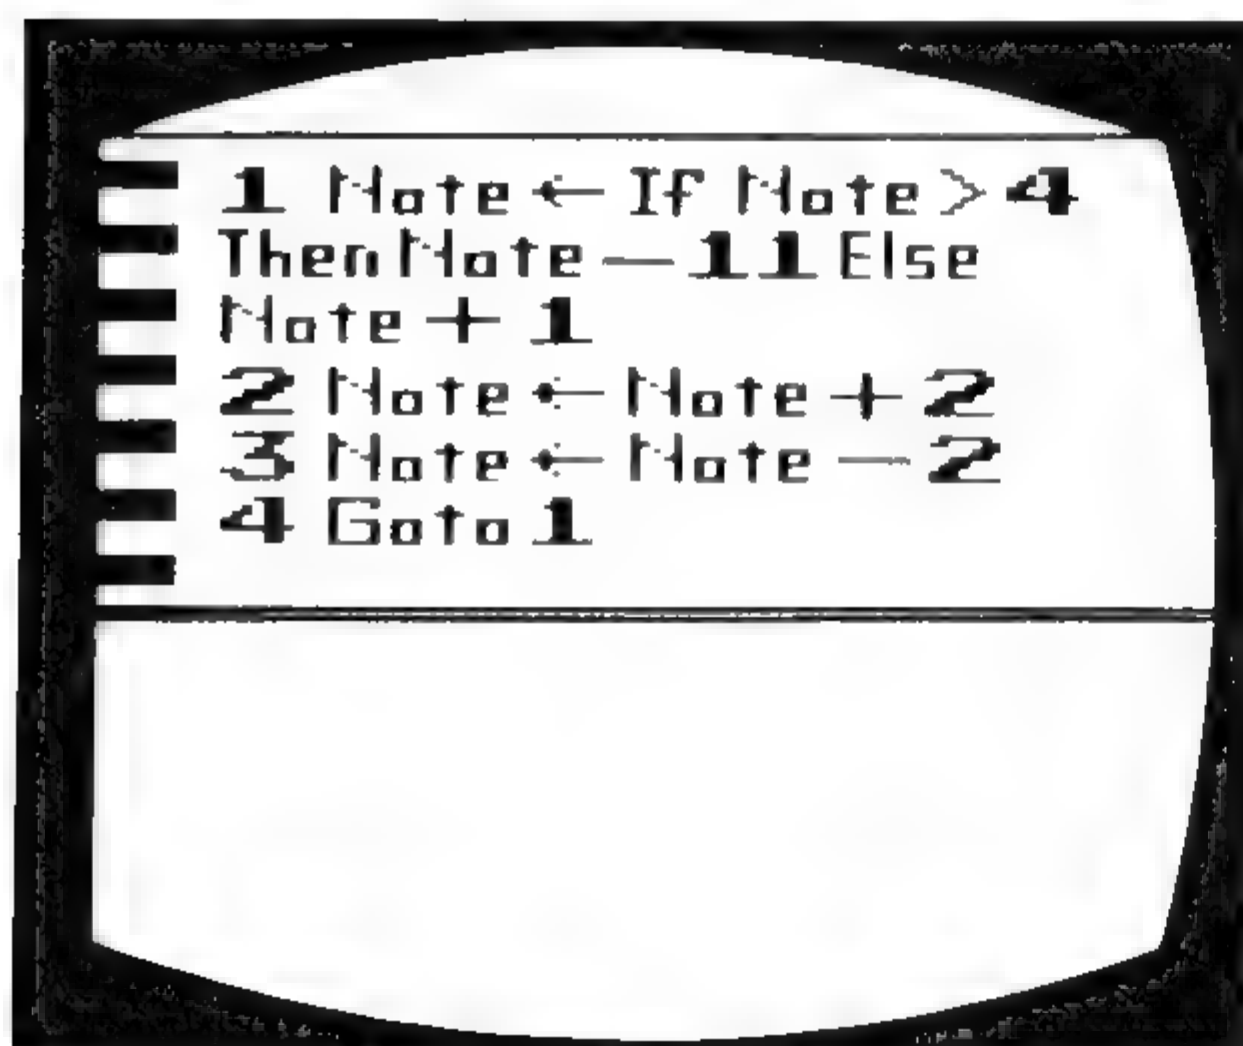 1 Note ← If Note > 4
Then Note − 11 Else
Note + 1
2 Note ← Note + 2
3 Note ← Note − 2
4 Goto 1